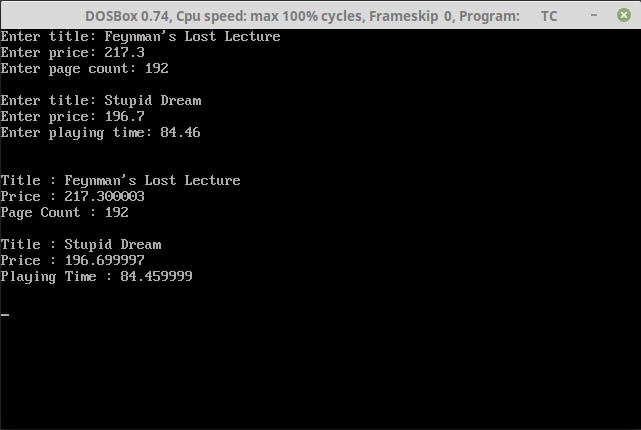 DOSBox 0.74, Cpu speed: max 100% cycles, Frameskip 0, Program: TC
Enter title: Feynman's Lost Lecture
Enter price: 217.3
Enter page count: 192
Enter title: Stupid Dream
Enter price: 196.7
Enter playing time: 84.46
Title : Feynman's Lost Lecture
Price : 217.300003
Page Count : 192
Title : Stupid Dream
Price : 196.699997
Playing Time : 84.459999